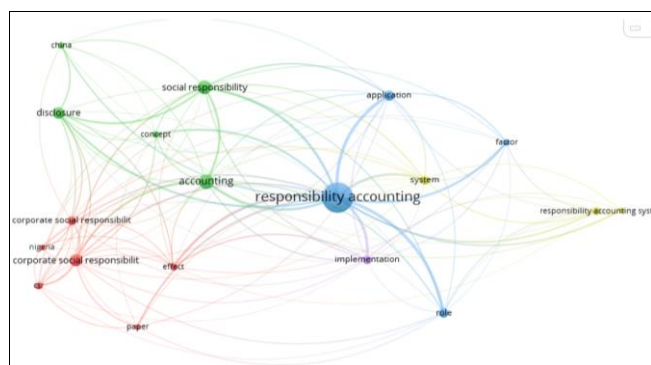 china
social responsibility
application
disclosure
concept
factor
accounting
system
responsibility accounting
responsibility accounting syst
corporate social responsibilit
nigeria
corporate social responsibilit
effect
implementation
csr
role
paper